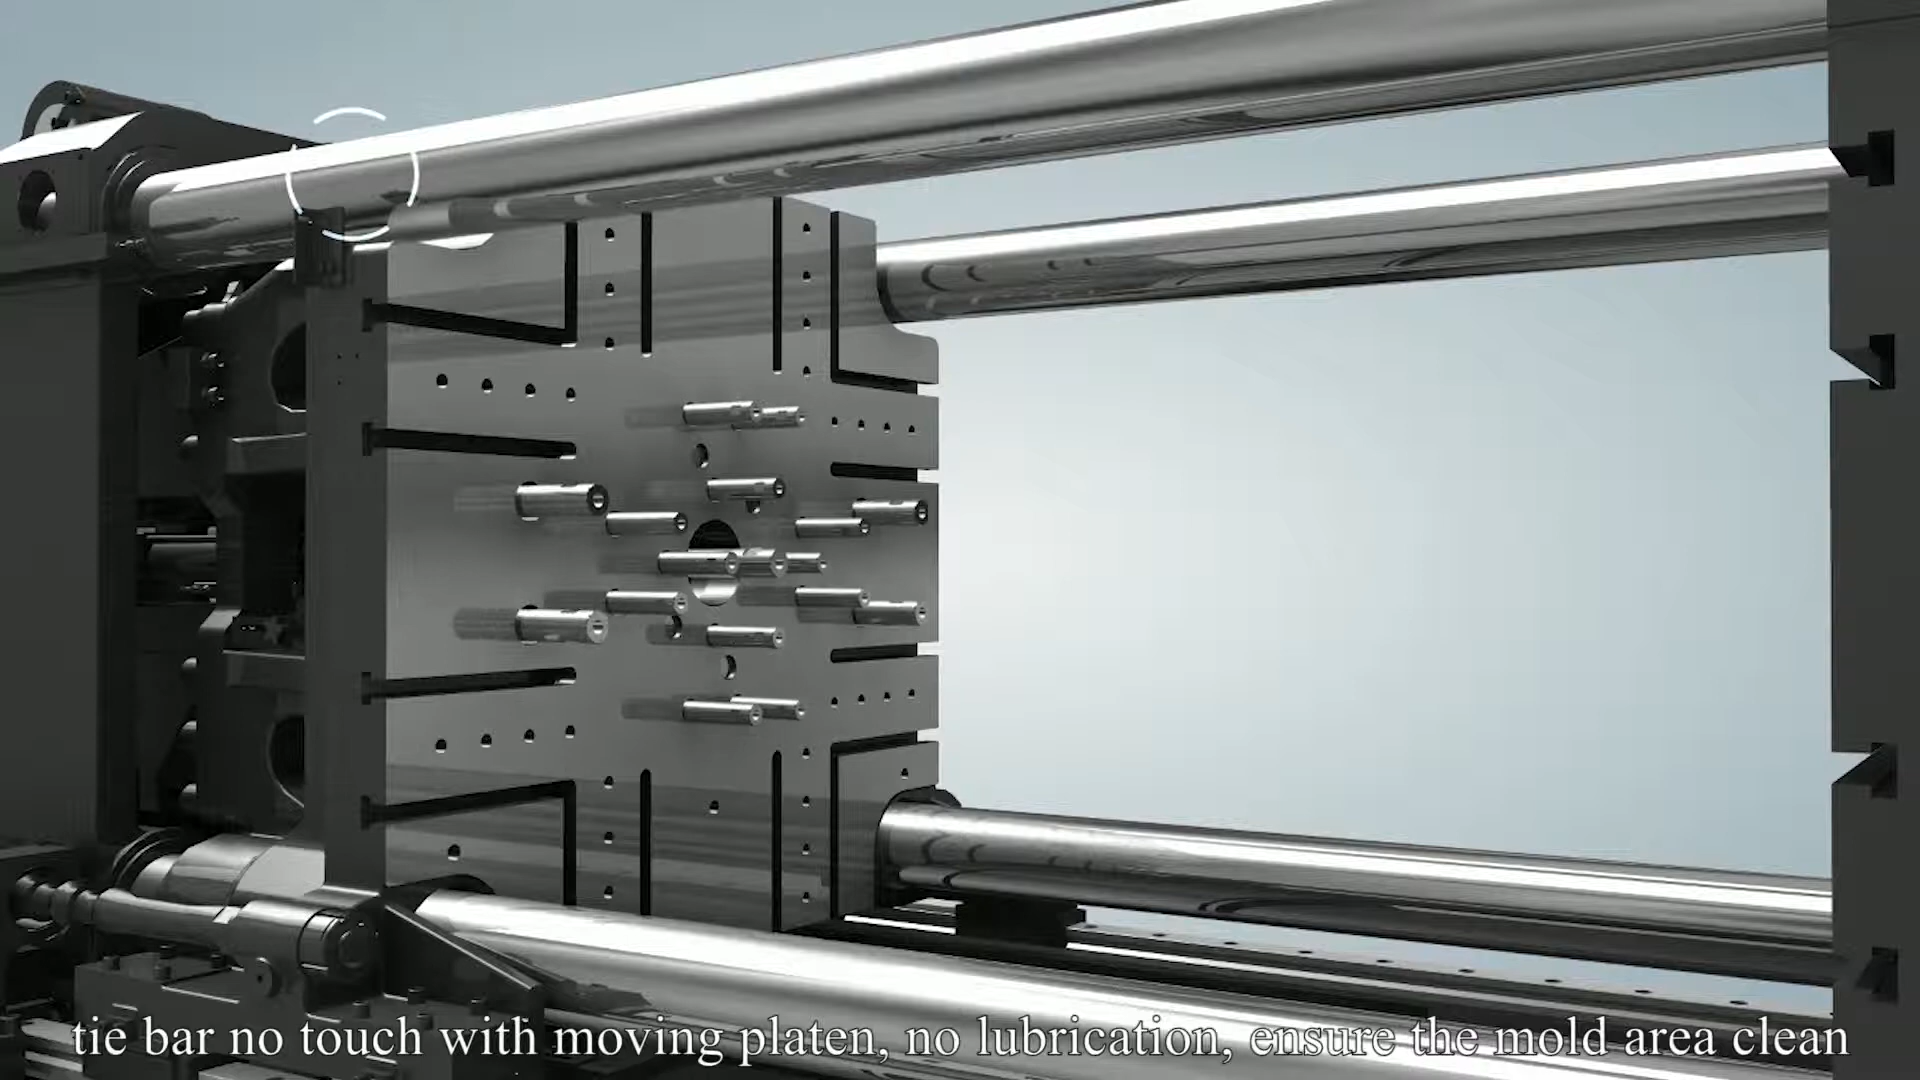 tie bar no touch with moving platen, no lubrication, ensure the mold area clean